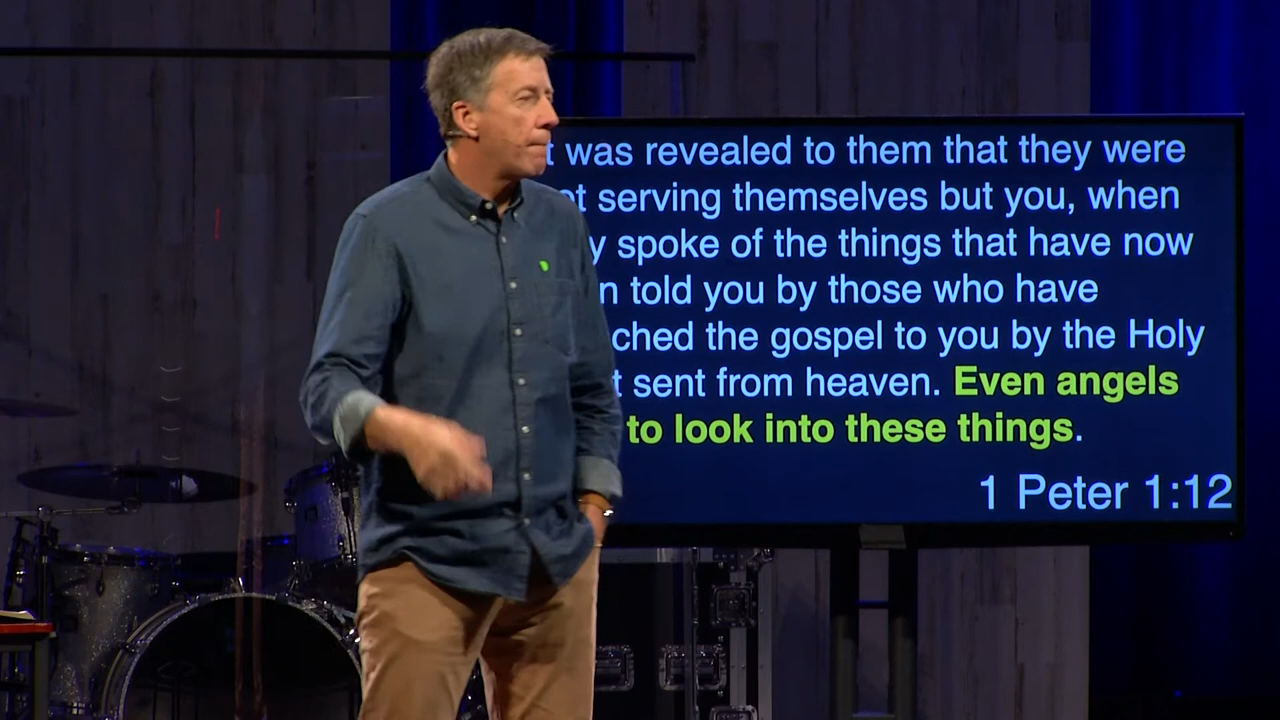 t was revealed to them that they were
ot serving themselves but you, when
y spoke of the things that have now
n told you by those who have
ched the gospel to you by the Holy
t sent from heaven. Even angels
to look into these things.
1 Peter 1:12